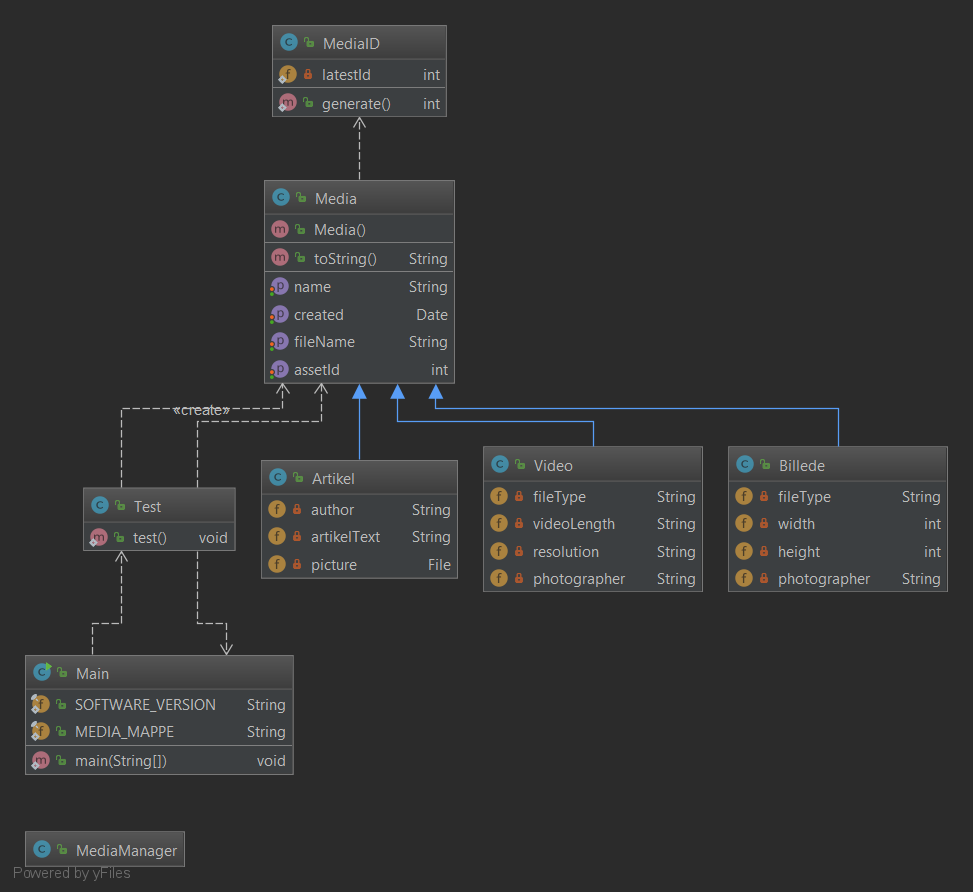 MediaID
latestId int
generate() int
Media
Media()
toString() String
name String
created Date
fileName String
assetId int
«create»
Test
test() void
Artikel
author String
artikelText String
picture File
Video
fileType String
videoLength String
resolution String
photographer String
Billede
fileType String
width int
height int
photographer String
Main
SOFTWARE_VERSION String
MEDIA_MAPPE String
main(String[]) void
MediaManager
Powered by yFiles